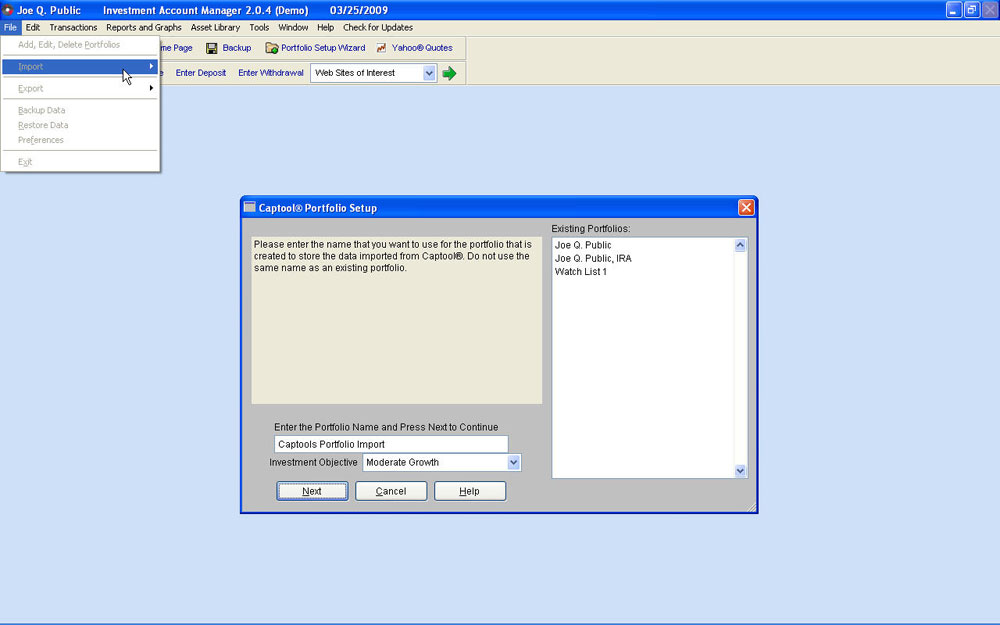 Joe Q. Public Investment Account Manager 2.0.4 (Demo) 03/25/2009
File Edit Transactions Reports and Graphs Asset Library Tools Window Help Check for Updates
Add, Edit, Delete Portfolios
Import
Export
Backup Data
Restore Data
Preferences
Exit
me Page Backup Portfolio Setup Wizard Yahoo® Quotes
Enter Deposit Enter Withdrawal Web Sites of Interest
Captool® Portfolio Setup
Please enter the name that you want to use for the portfolio that is
created to store the data imported from Captool®. Do not use the
same name as an existing portfolio.
Existing Portfolios:
Joe Q. Public
Joe Q. Public, IRA
Watch List 1
Enter the Portfolio Name and Press Next to Continue
Captools Portfolio Import
Investment Objective Moderate Growth
Next Cancel Help